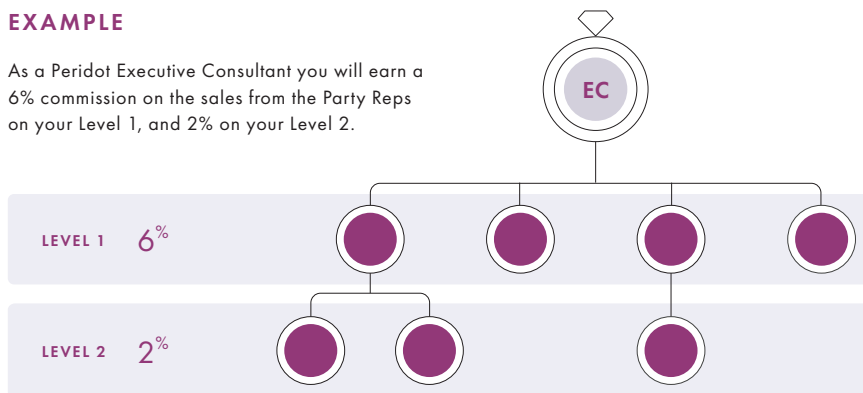 EXAMPLE
As a Peridot Executive Consultant you will earn a
6% commission on the sales from the Party Reps
on your Level 1, and 2% on your Level 2.
EC
LEVEL 1 6%
LEVEL 2 2%